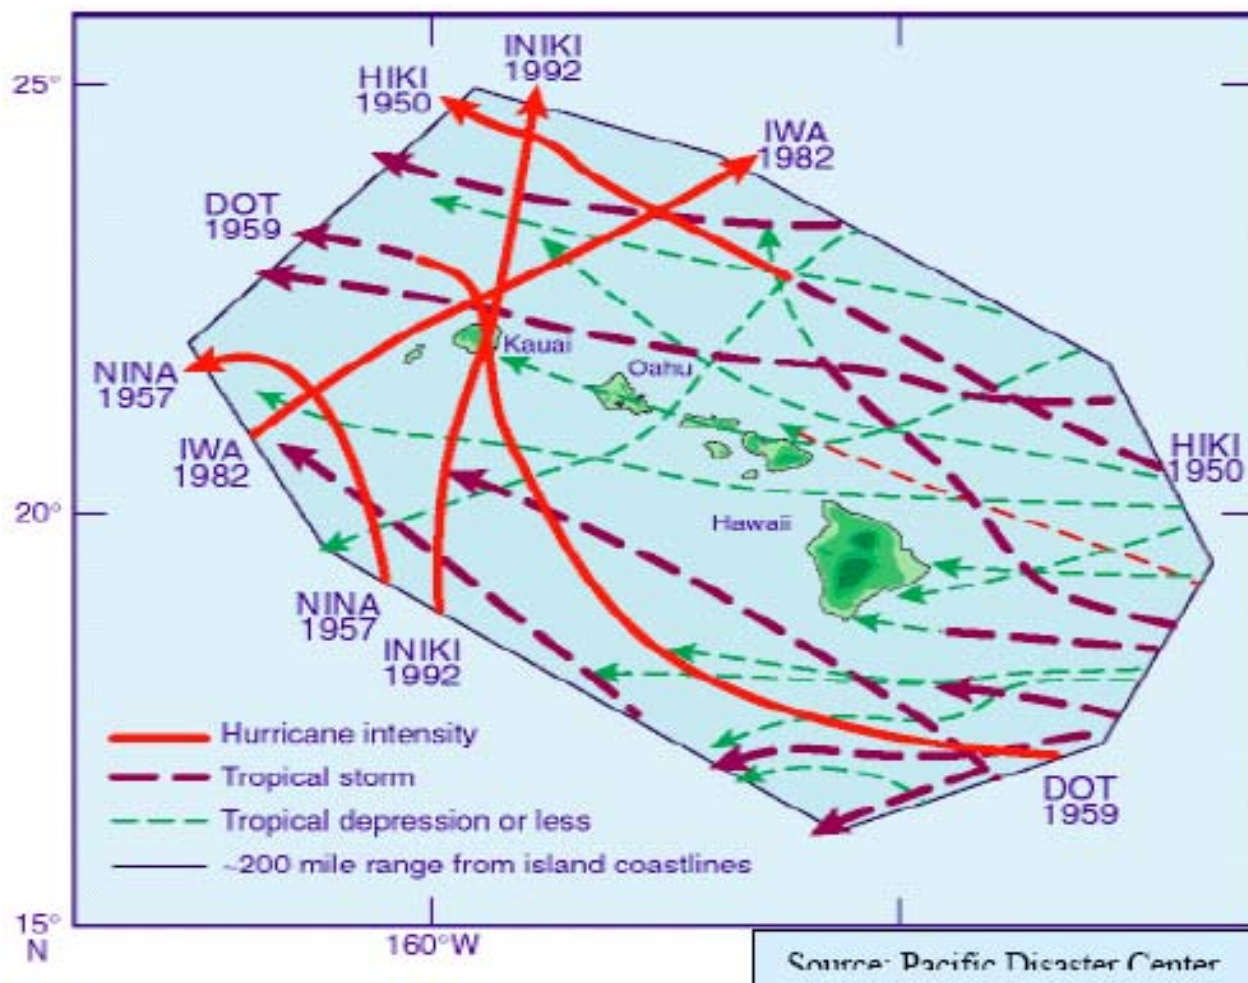 INIKI
1992
HIKI
1950
25°
IWA
1982
DOT
1959
Kauai
Oahu
NINA
1957
IWA
1982
HIKI
1950
20°
Hawaii
NINA
1957
INIKI
1992
Hurricane intensity
Tropical storm
DOT
1959
Tropical depression or less
~200 mile range from island coastlines
15°
N
160°W
Source: Pacific Disaster Center